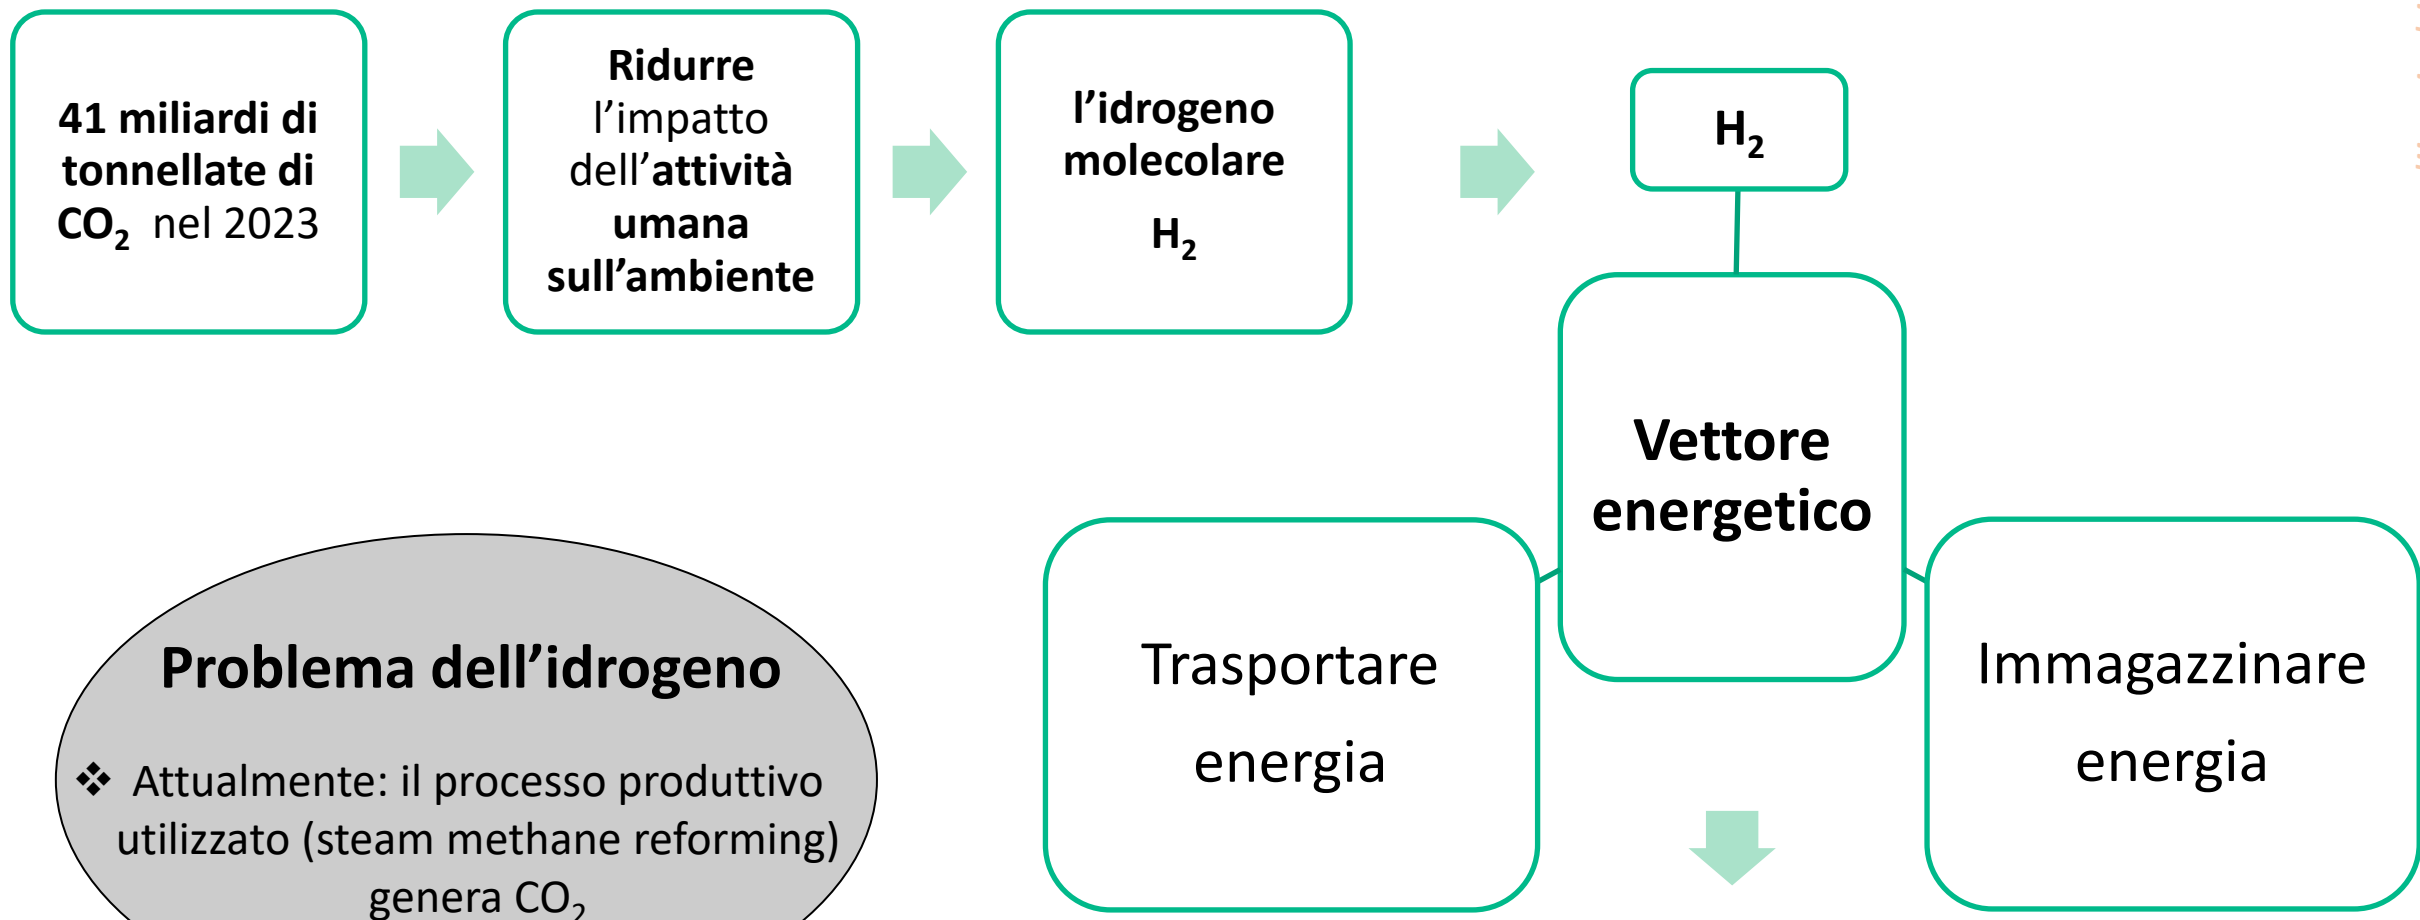 41 miliardi di
tonnellate di
CO₂ nel 2023
Ridurre
l’impatto
dell’attività
umana
sull’ambiente
l’idrogeno
molecolare
H₂
H₂
Vettore
energetico
Trasportare
energia
Immagazzinare
energia
Problema dell’idrogeno
❖ Attualmente: il processo produttivo
utilizzato (steam methane reforming)
genera CO₂